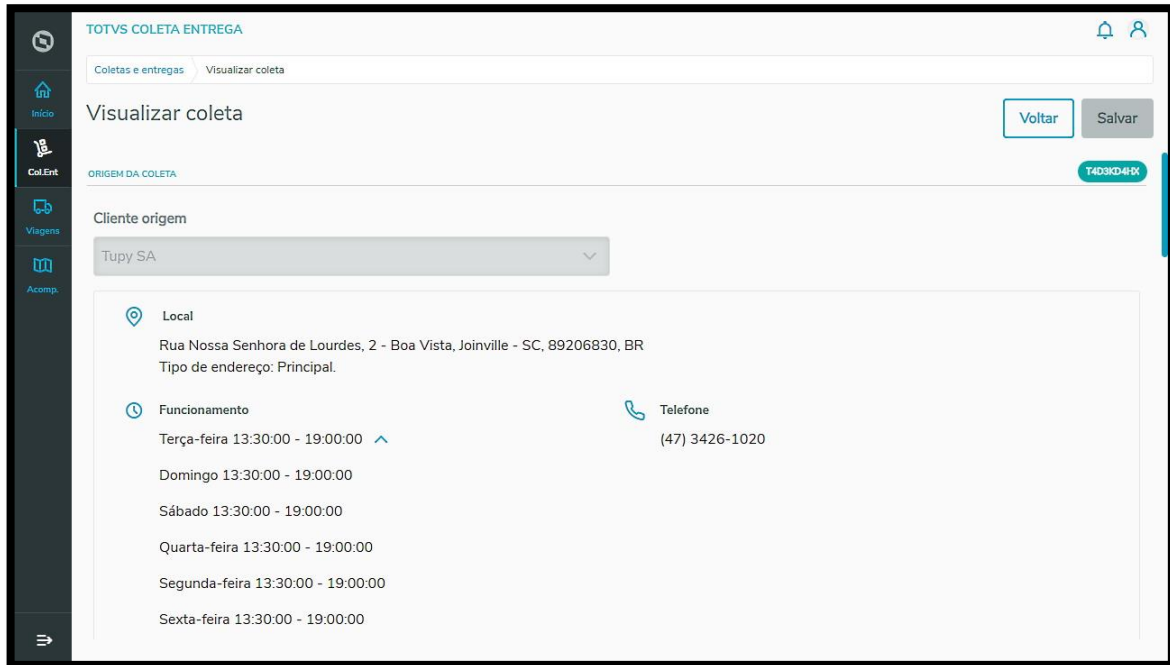 TOTVS COLETA ENTREGA
Coletas e entregas Visualizar coleta
Início
Visualizar coleta
Voltar Salvar
Col.Ent
ORIGEM DA COLETA
T4D3KD4HX
Viagens
Cliente origem
Tupy SA
Acomp.
Local
Rua Nossa Senhora de Lourdes, 2 - Boa Vista, Joinville - SC, 89206830, BR
Tipo de endereço: Principal.
Funcionamento
Telefone
Terça-feira 13:30:00 - 19:00:00
(47) 3426-1020
Domingo 13:30:00 - 19:00:00
Sábado 13:30:00 - 19:00:00
Quarta-feira 13:30:00 - 19:00:00
Segunda-feira 13:30:00 - 19:00:00
Sexta-feira 13:30:00 - 19:00:00